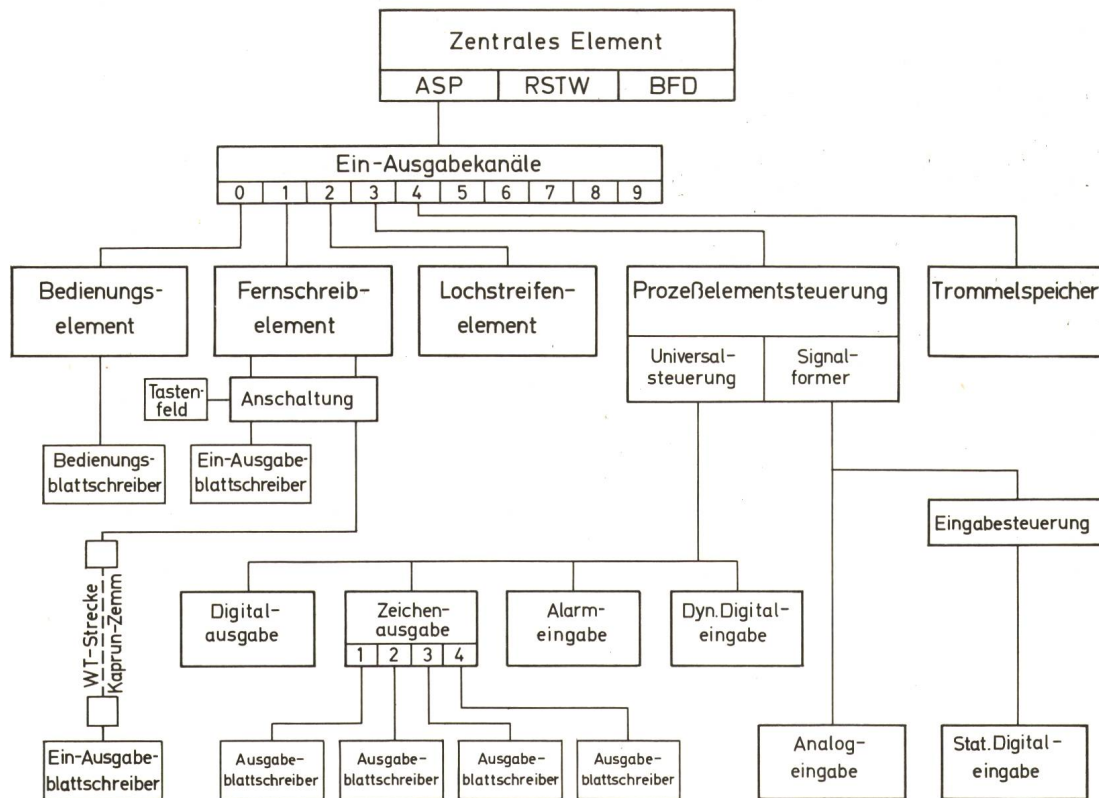 Zentrales Element
ASP RSTW BFD
Ein-Ausgabekanäle
0 1 2 3 4 5 6 7 8 9
Bedienungs-
element
Fernschreib-
element
Lochstreifen-
element
Prozeßelementsteuerung
Universal-
steuerung
Signal-
former
Trommelspeicher
Tasten-
feld
Anschaltung
Bedienungs-
blattschreiber
Ein-Ausgabe-
blattschreiber
Eingabesteuerung
WT-Strecke
Kaprun-Zemm
Digital-
ausgabe
Zeichen-
ausgabe
1 2 3 4
Alarm-
eingabe
Dyn. Digital-
eingabe
Ein-Ausgabe-
blattschreiber
Ausgabe-
blattschreiber
Ausgabe-
blattschreiber
Ausgabe-
blattschreiber
Ausgabe-
blattschreiber
Analog-
eingabe
Stat. Digital-
eingabe